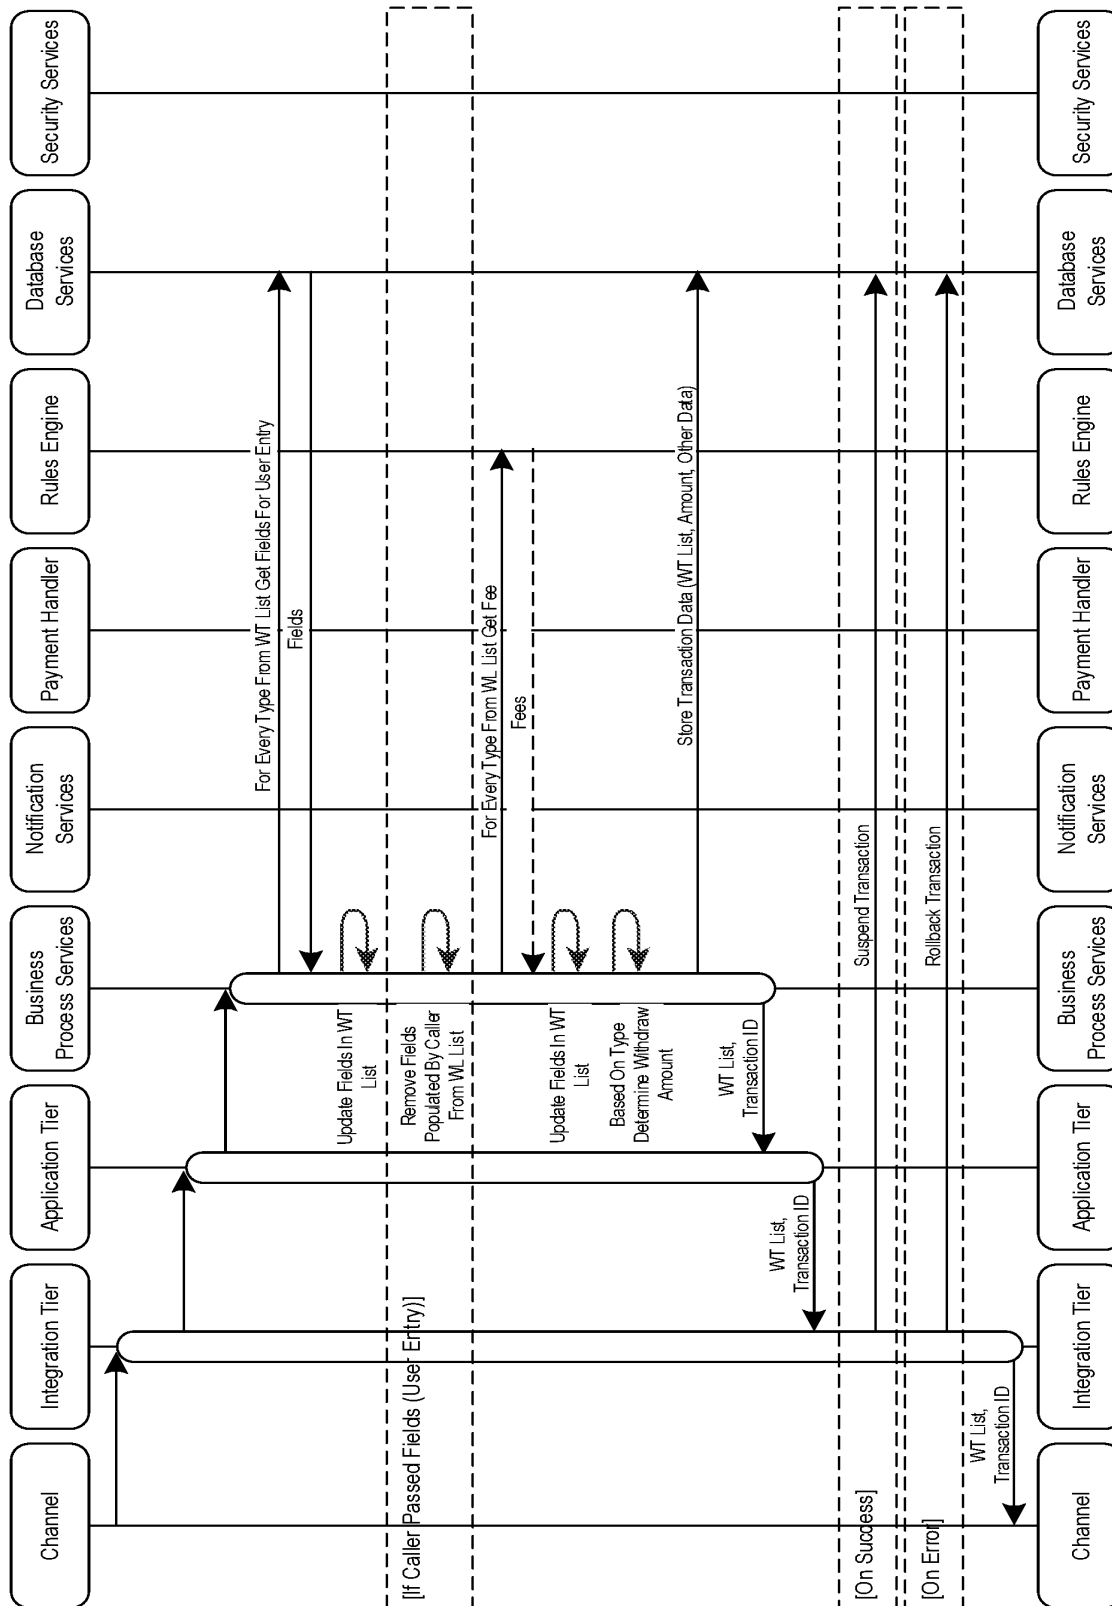 Channel
Integration Tier
Application Tier
Business
Process Services
Notification
Services
Payment Handler
Rules Engine
Database
Services
Security Services
For Every Type From WT List Get Fields For User Entry
Fields
Update Fields In WT
List
[If Caller Passed Fields (User Entry)]
Remove Fields
Populated By Caller
From WL List
For Every Type From WL List Get Fee
Fees
Update Fields In WT
List
Based On Type
Determine Withdraw
Amount
Store Transaction Data (WT List, Amount, Other Data)
WT List,
Transaction ID
WT List,
Transaction ID
[On Success]
Suspend Transaction
[On Error]
Rollback Transaction
WT List,
Transaction ID
Channel
Integration Tier
Application Tier
Business
Process Services
Notification
Services
Payment Handler
Rules Engine
Database
Services
Security Services